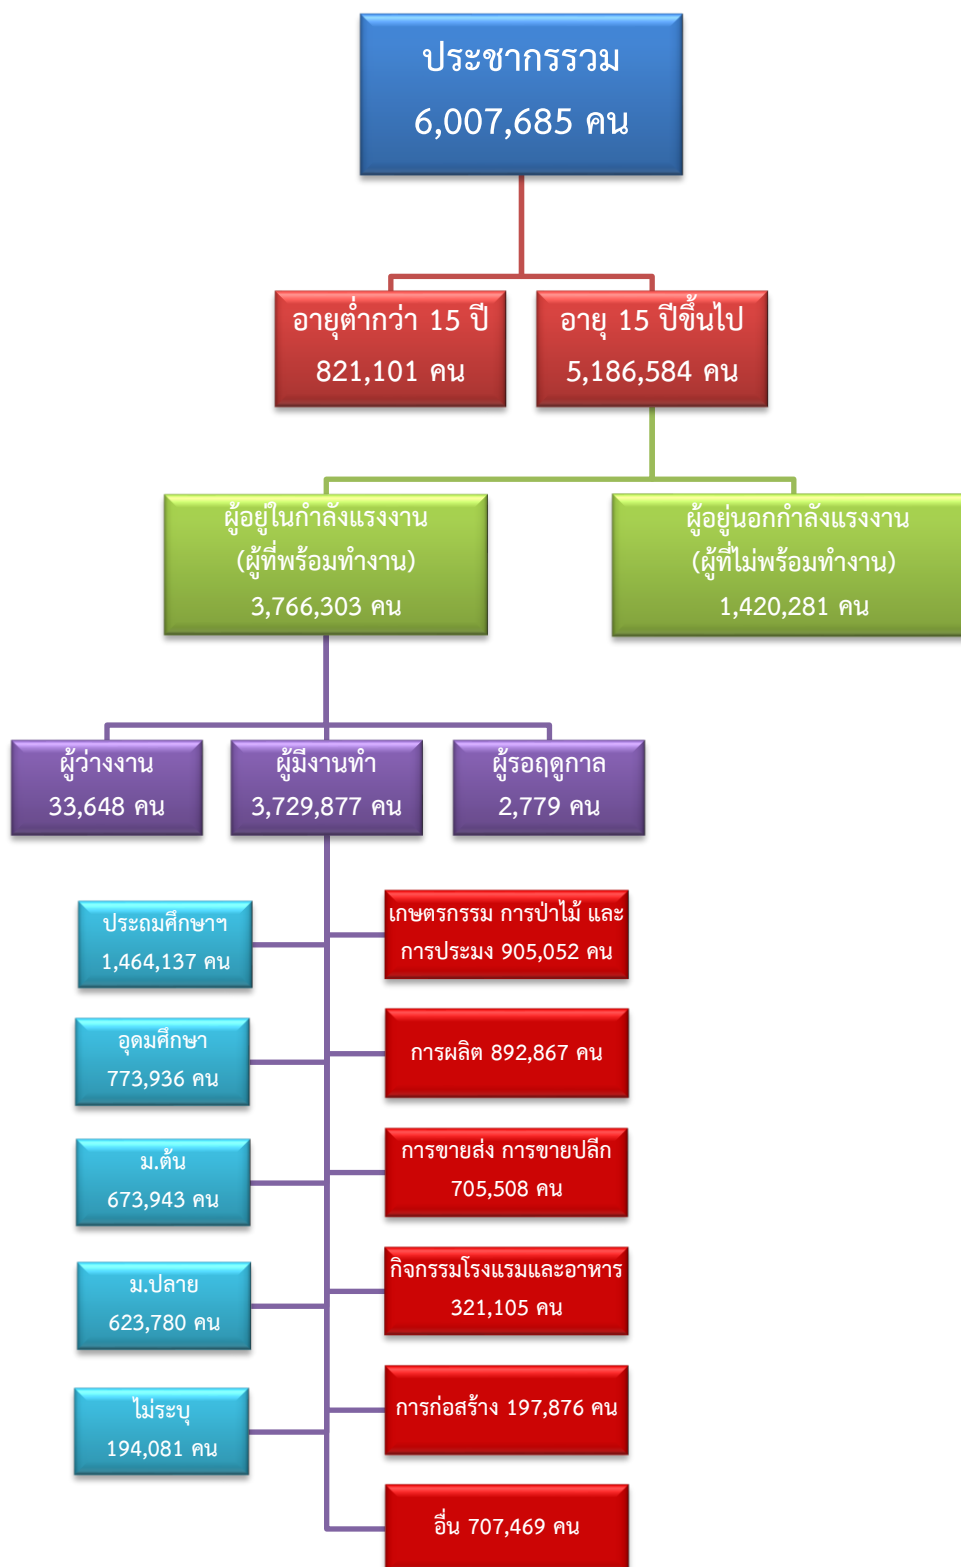 ประชากรรวม
6,007,685 คน
อายุต่ำกว่า 15 ปี
821,101 คน
อายุ 15 ปีขึ้นไป
5,186,584 คน
ผู้อยู่ในกำลังแรงงาน
(ผู้ที่พร้อมทำงาน)
3,766,303 คน
ผู้อยู่นอกกำลังแรงงาน
(ผู้ที่ไม่พร้อมทำงาน)
1,420,281 คน
ผู้ว่างงาน
33,648 คน
ผู้มีงานทำ
3,729,877 คน
ผู้รอฤดูกาล
2,779 คน
ประถมศึกษาฯ
1,464,137 คน
อุดมศึกษา
773,936 คน
ม.ต้น
673,943 คน
ม.ปลาย
623,780 คน
ไม่ระบุ
194,081 คน
เกษตรกรรม การป่าไม้ และ
การประมง 905,052 คน
การผลิต 892,867 คน
การขายส่ง การขายปลีก
705,508 คน
กิจกรรมโรงแรมและอาหาร
321,105 คน
การก่อสร้าง 197,876 คน
อื่น 707,469 คน